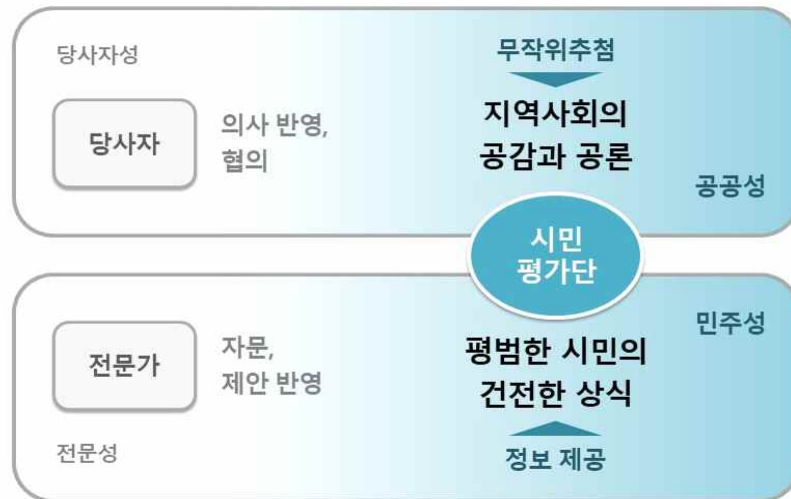 당사자성
당사자
의사 반영,
협의
무작위추첨
지역사회의
공감과 공론
공공성
시민
평가단
전문가
자문,
제안 반영
전문성
평범한 시민의
건전한 상식
정보 제공
민주성